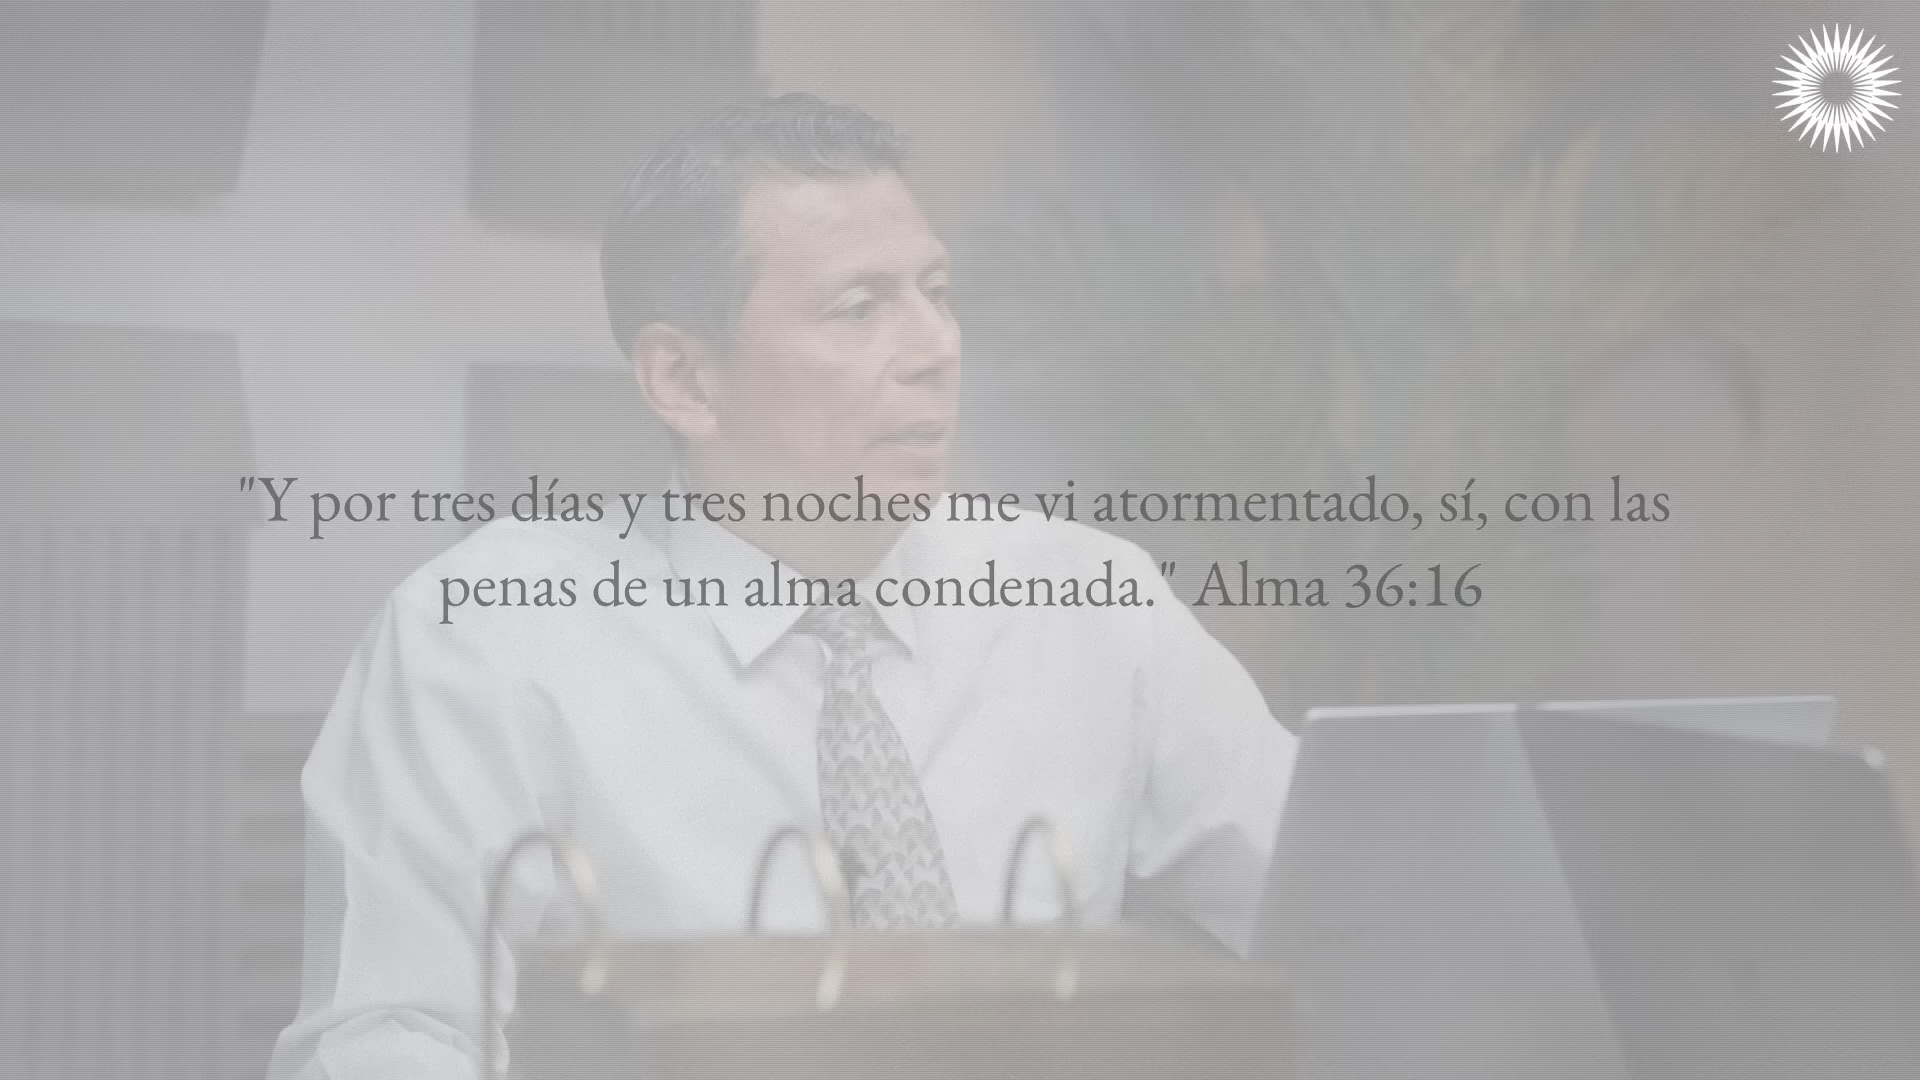 "Y por tres días y tres noches me vi atormentado, sí, con las
penas de un alma condenada." Alma 36:16